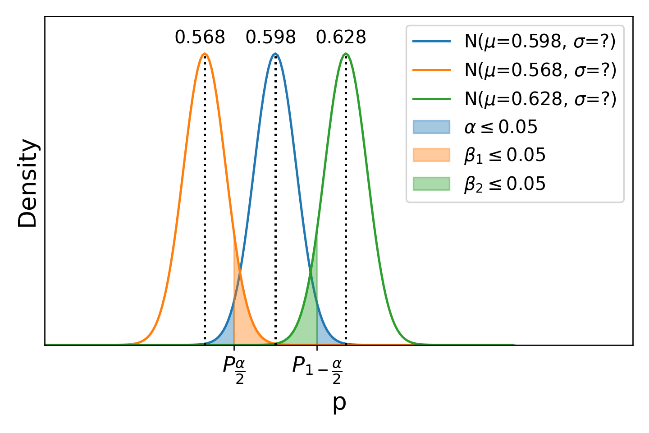 0.568 0.598 0.628
N(μ=0.598, σ=?)
N(μ=0.568, σ=?)
N(μ=0.628, σ=?)
α ≤ 0.05
β₁ ≤ 0.05
β₂ ≤ 0.05
Density
P_{α/2} P_{1−α/2}
p